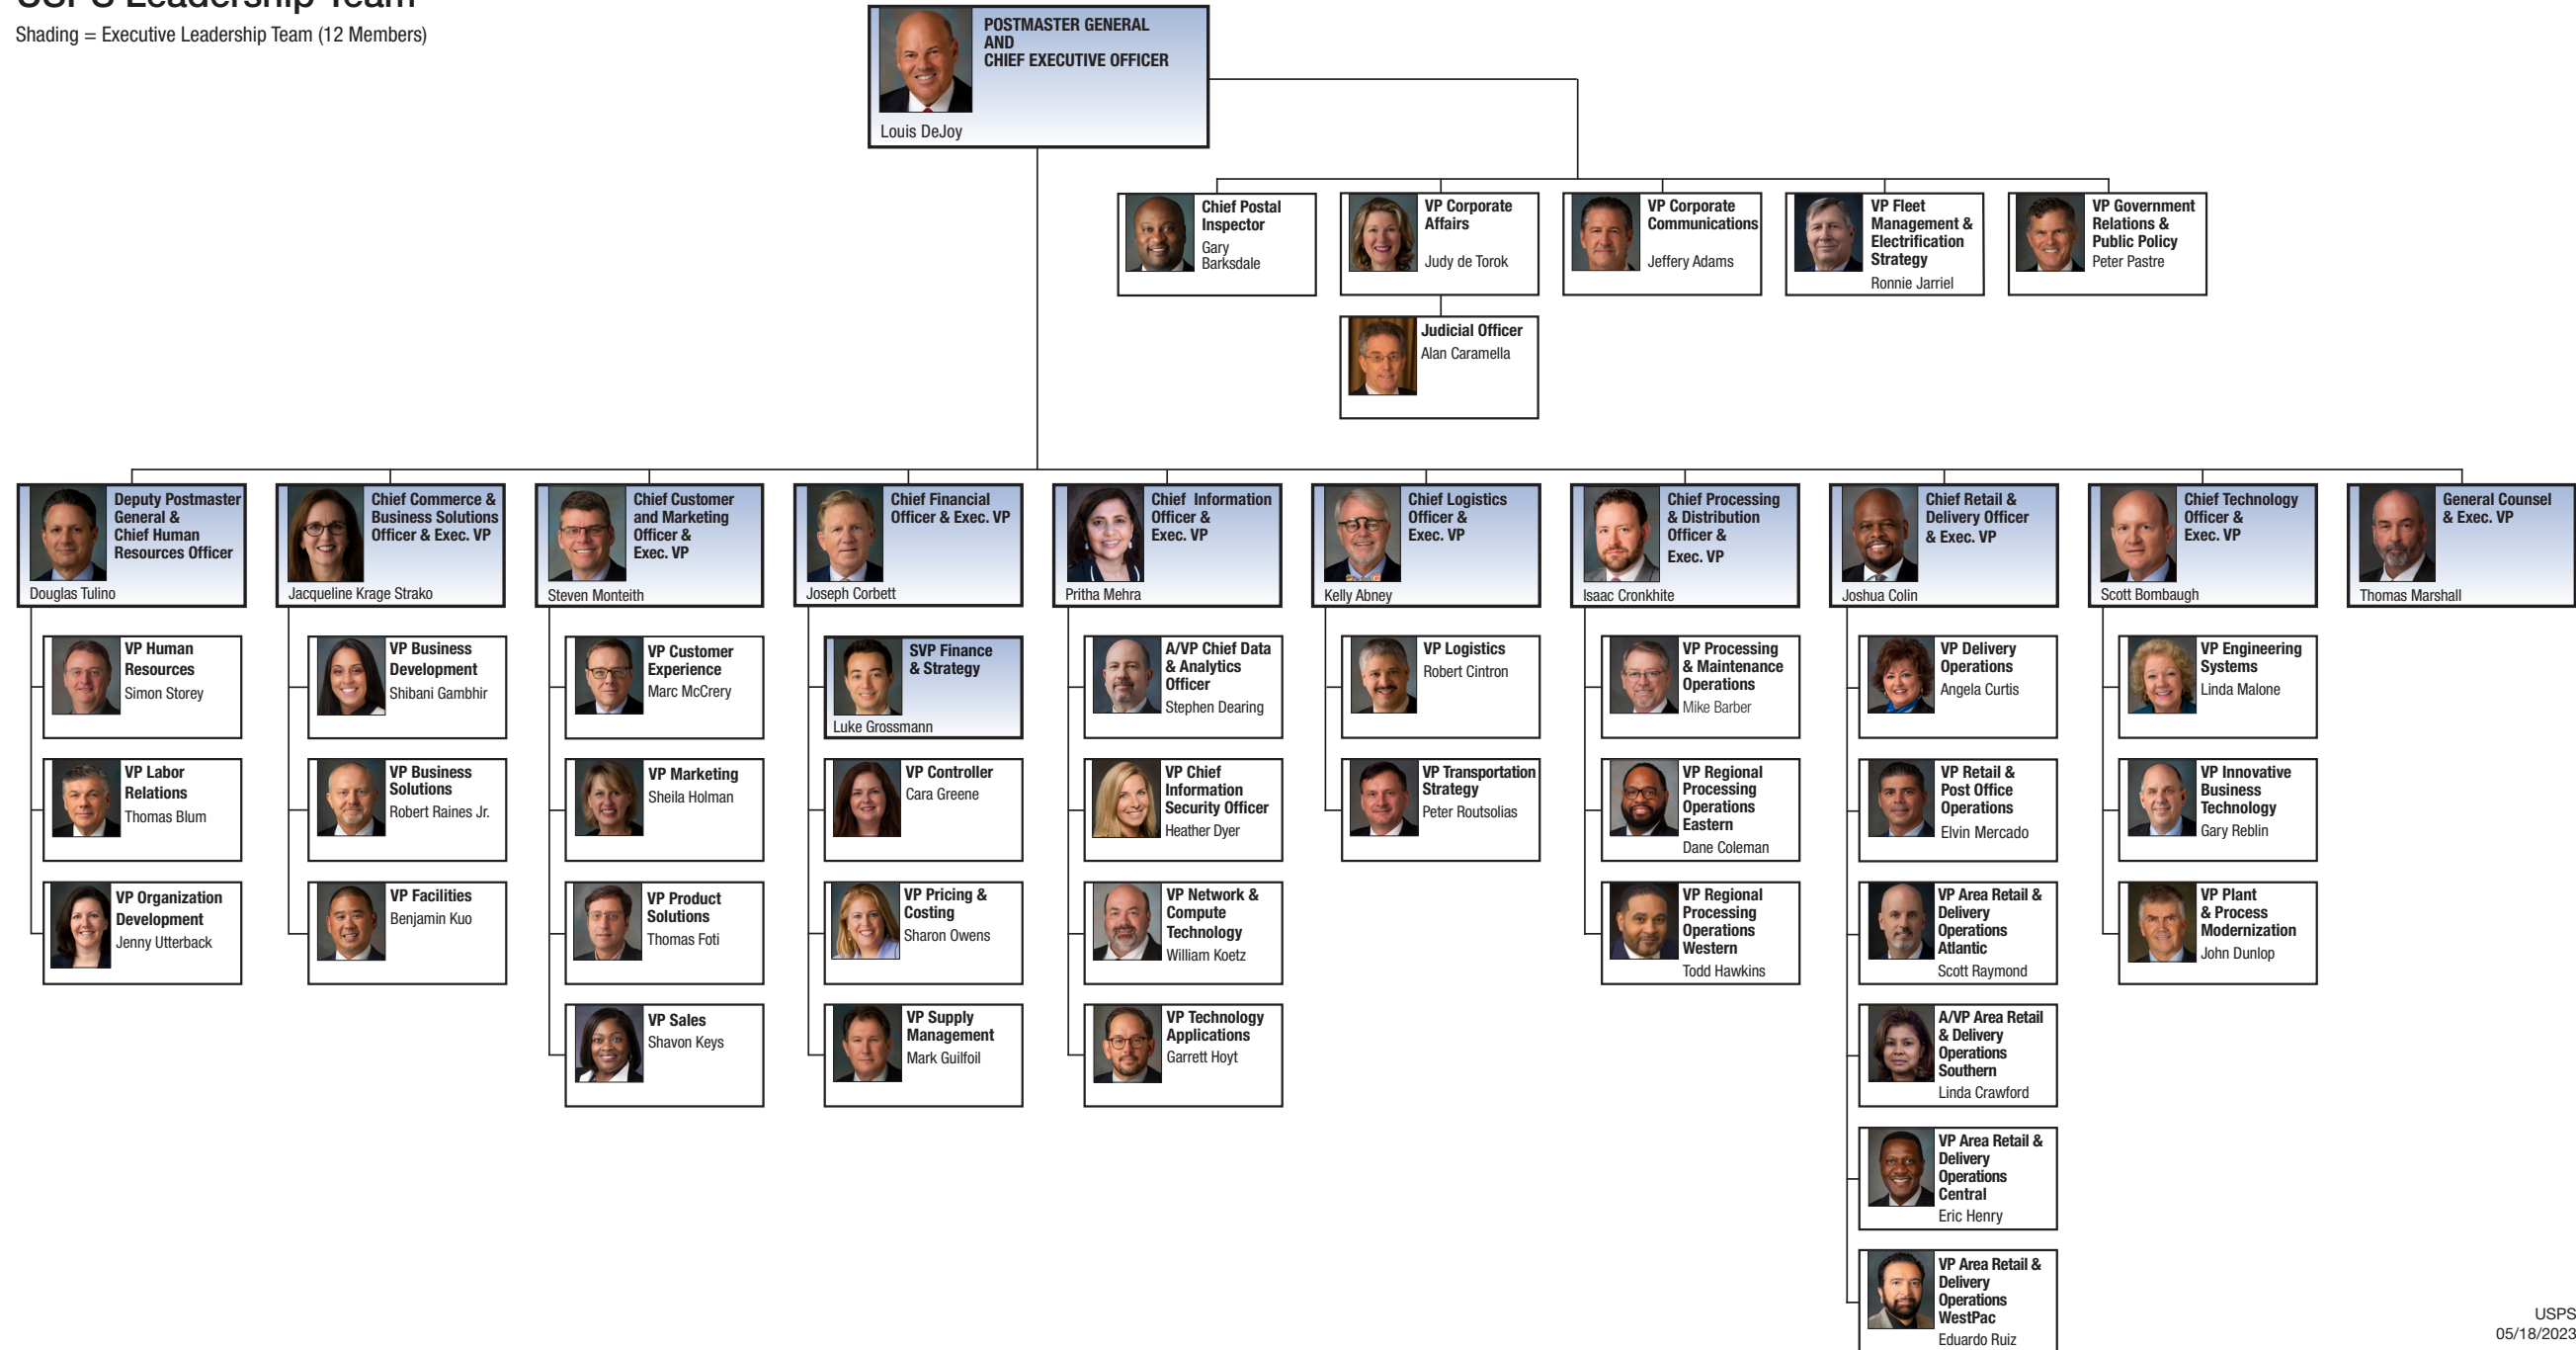 USPS Leadership Team
Shading = Executive Leadership Team (12 Members)
POSTMASTER GENERAL
AND
CHIEF EXECUTIVE OFFICER
Louis DeJoy
Chief Postal
Inspector
Gary
Barksdale
VP Corporate
Affairs
Judy de Torok
VP Corporate
Communications
Jeffery Adams
VP Fleet
Management &
Electrification
Strategy
Ronnie Jarriel
VP Government
Relations &
Public Policy
Peter Pastre
Judicial Officer
Alan Caramella
Deputy Postmaster
General &
Chief Human
Resources Officer
Douglas Tulino
Chief Commerce &
Business Solutions
Officer & Exec. VP
Jacqueline Krage Strako
Chief Customer
and Marketing
Officer &
Exec. VP
Steven Monteith
Chief Financial
Officer & Exec. VP
Joseph Corbett
Chief Information
Officer &
Exec. VP
Pritha Mehra
Chief Logistics
Officer &
Exec. VP
Kelly Abney
Chief Processing
& Distribution
Officer &
Exec. VP
Isaac Cronkhite
Chief Retail &
Delivery Officer
& Exec. VP
Joshua Colin
Chief Technology
Officer &
Exec. VP
Scott Bombaugh
General Counsel
& Exec. VP
Thomas Marshall
VP Human
Resources
Simon Storey
VP Labor
Relations
Thomas Blum
VP Organization
Development
Jenny Utterback
VP Business
Development
Shibani Gambhir
VP Business
Solutions
Robert Raines Jr.
VP Facilities
Benjamin Kuo
VP Customer
Experience
Marc McCrery
VP Marketing
Sheila Holman
VP Product
Solutions
Thomas Foti
VP Sales
Shavon Keys
SVP Finance
& Strategy
Luke Grossmann
VP Controller
Cara Greene
VP Pricing &
Costing
Sharon Owens
VP Supply
Management
Mark Guilfoil
A/VP Chief Data
& Analytics
Officer
Stephen Dearing
VP Chief
Information
Security Officer
Heather Dyer
VP Network &
Compute
Technology
William Koetz
VP Technology
Applications
Garrett Hoyt
VP Logistics
Robert Cintron
VP Transportation
Strategy
Peter Routsolias
VP Processing
& Maintenance
Operations
Mike Barber
VP Regional
Processing
Operations
Eastern
Dane Coleman
VP Regional
Processing
Operations
Western
Todd Hawkins
VP Delivery
Operations
Angela Curtis
VP Retail &
Post Office
Operations
Elvin Mercado
VP Area Retail &
Delivery
Operations
Atlantic
Scott Raymond
A/VP Area Retail
& Delivery
Operations
Southern
Linda Crawford
VP Area Retail &
Delivery
Operations
Central
Eric Henry
VP Area Retail &
Delivery
Operations
WestPac
Eduardo Ruiz
VP Engineering
Systems
Linda Malone
VP Innovative
Business
Technology
Gary Reblin
VP Plant
& Process
Modernization
John Dunlop
USPS
05/18/2023